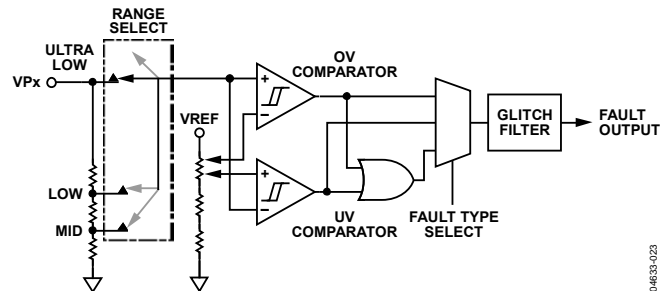 RANGE
SELECT
ULTRA
LOW
VPx
LOW
MID
VREF
+
–
OV
COMPARATOR
+
–
UV
COMPARATOR
FAULT TYPE
SELECT
GLITCH
FILTER
FAULT
OUTPUT
04633-023